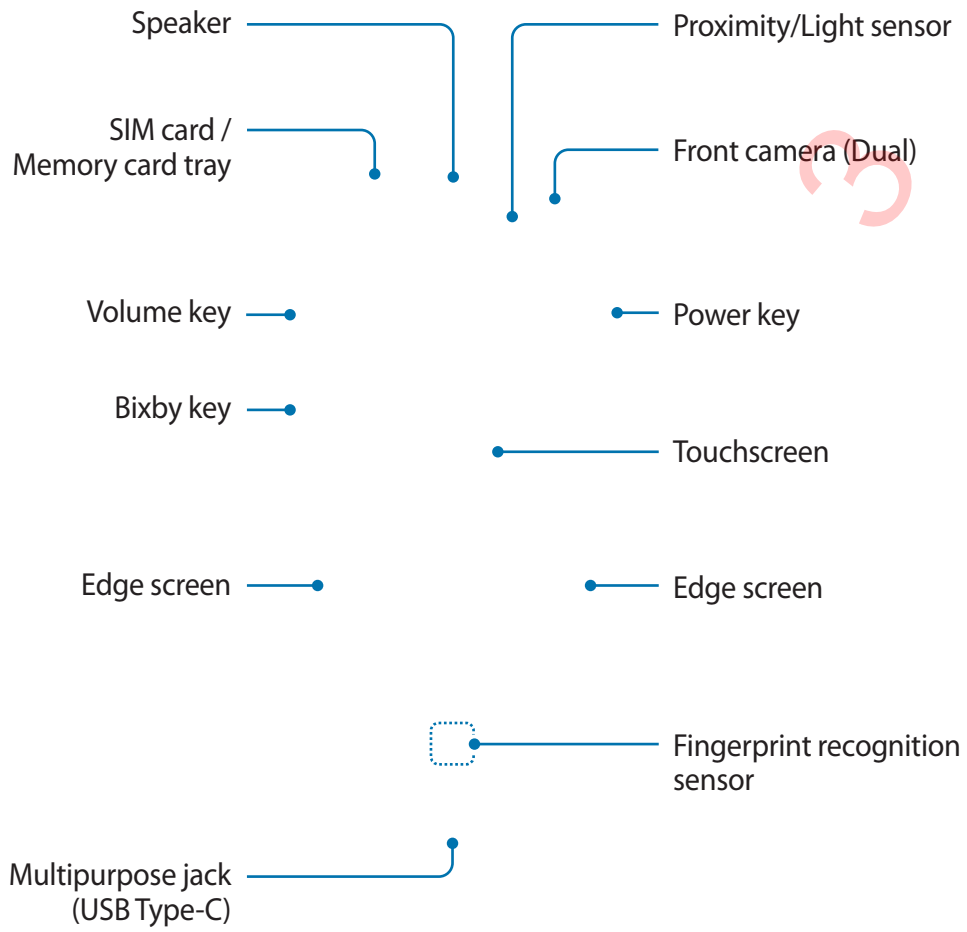 Speaker
Proximity/Light sensor
SIM card /
Memory card tray
Front camera (Dual)
3
Volume key
Power key
Bixby key
Touchscreen
Edge screen
Edge screen
Fingerprint recognition
sensor
Multipurpose jack
(USB Type-C)